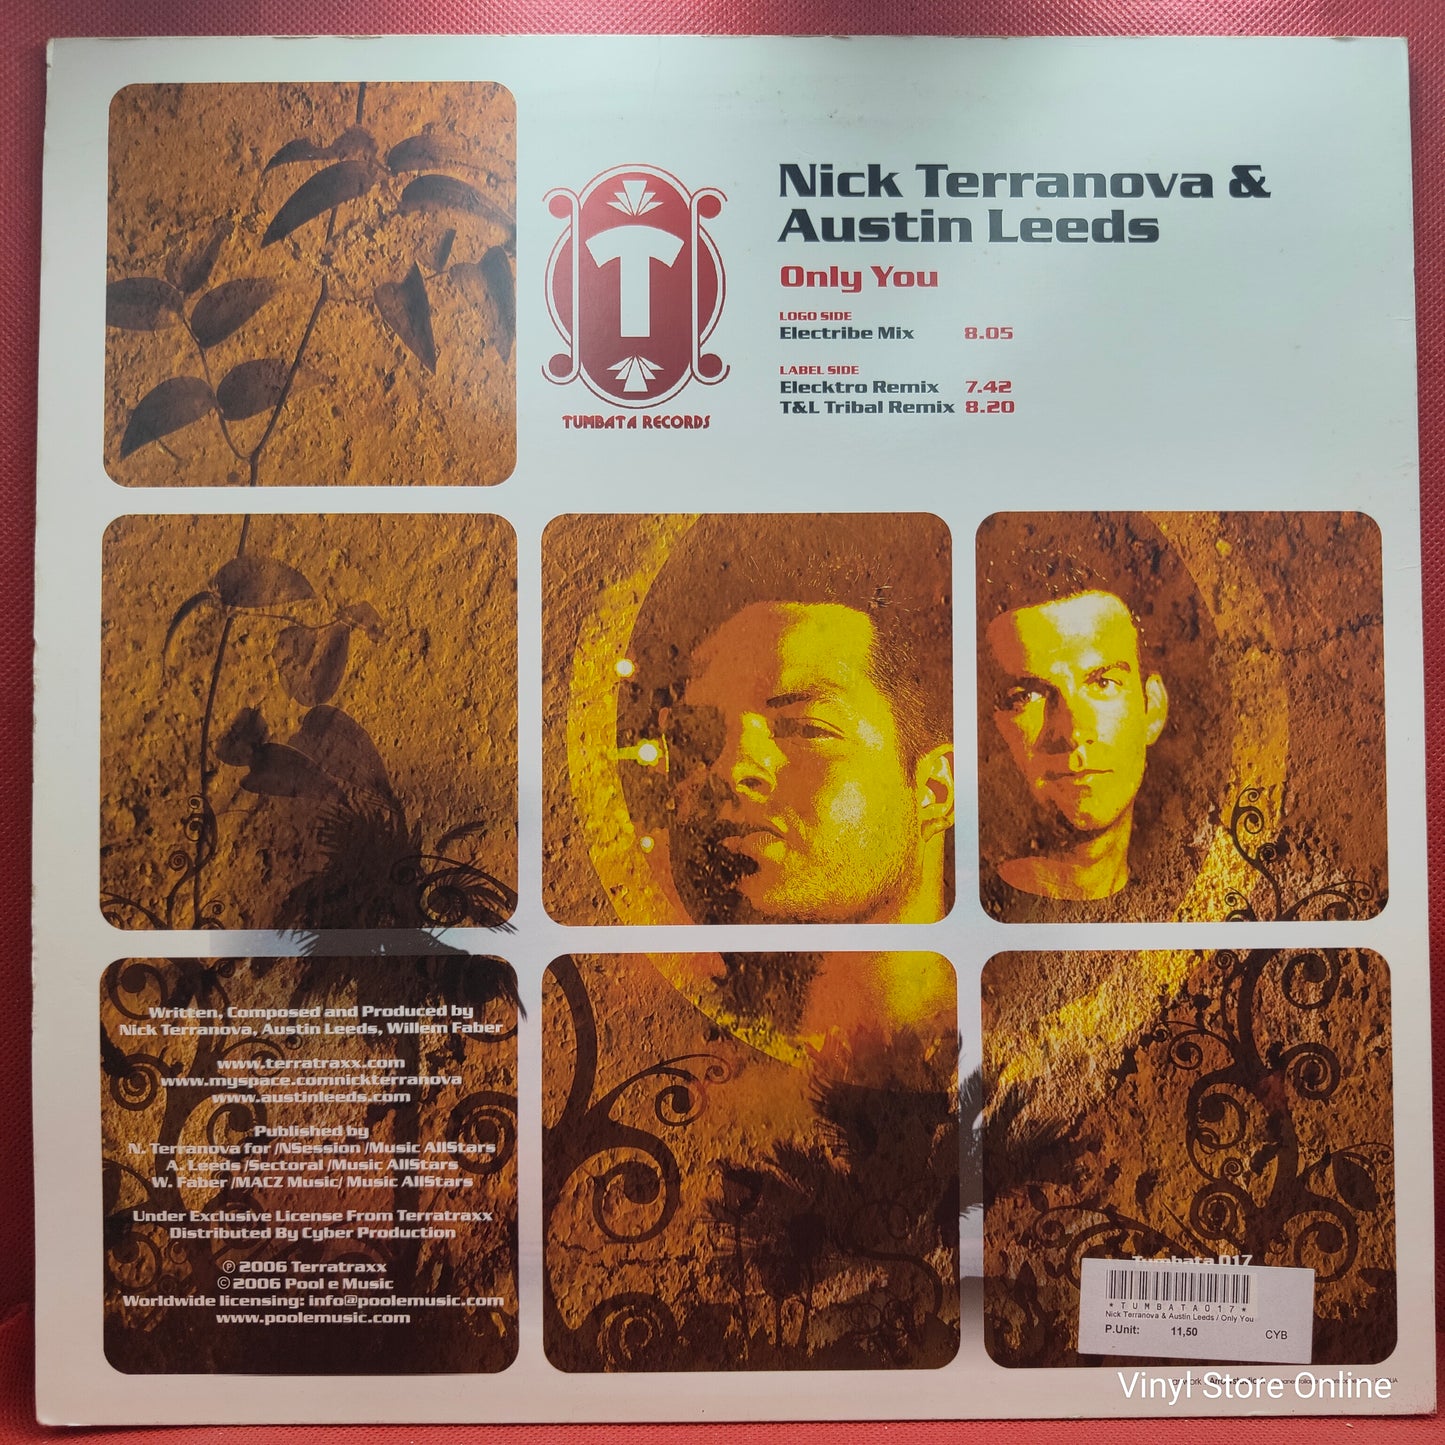 Nick Terranova &
Austin Leeds
Only You
LOGO SIDE
Electribe Mix 8.05
LABEL SIDE
Elecktro Remix 7.42
T&L Tribal Remix 8.20
T
TUMBATA RECORDS
Written, Composed and Produced by
Nick Terranova, Austin Leeds, Willem Faber
www.terratraxx.com
www.myspace.comnickterranova
www.austinleeds.com
Published by
N. Terranova for /NSession /Music AllStars
A. Leeds /Sectoral /Music AllStars
W. Faber /MACZ Music/ Music AllStars
Under Exclusive License From Terratraxx
Distributed By Cyber Production
℗ 2006 Terratraxx
© 2006 Pool e Music
Worldwide licensing: info@poolemusic.com
www.poolemusic.com
Tumbata 017
*TUMBATA017*
Nick Terranova & Austin Leeds / Only You
P.Unit: 11,50 CYB
Vinyl Store Online